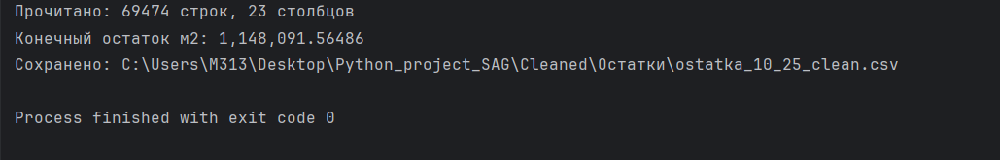 Прочитано: 69474 строк, 23 столбцов
Конечный остаток м2: 1,148,091.56486
Сохранено: C:\Users\M313\Desktop\Python_project_SAG\Cleaned\Остатки\ostatka_10_25_clean.csv
Process finished with exit code 0